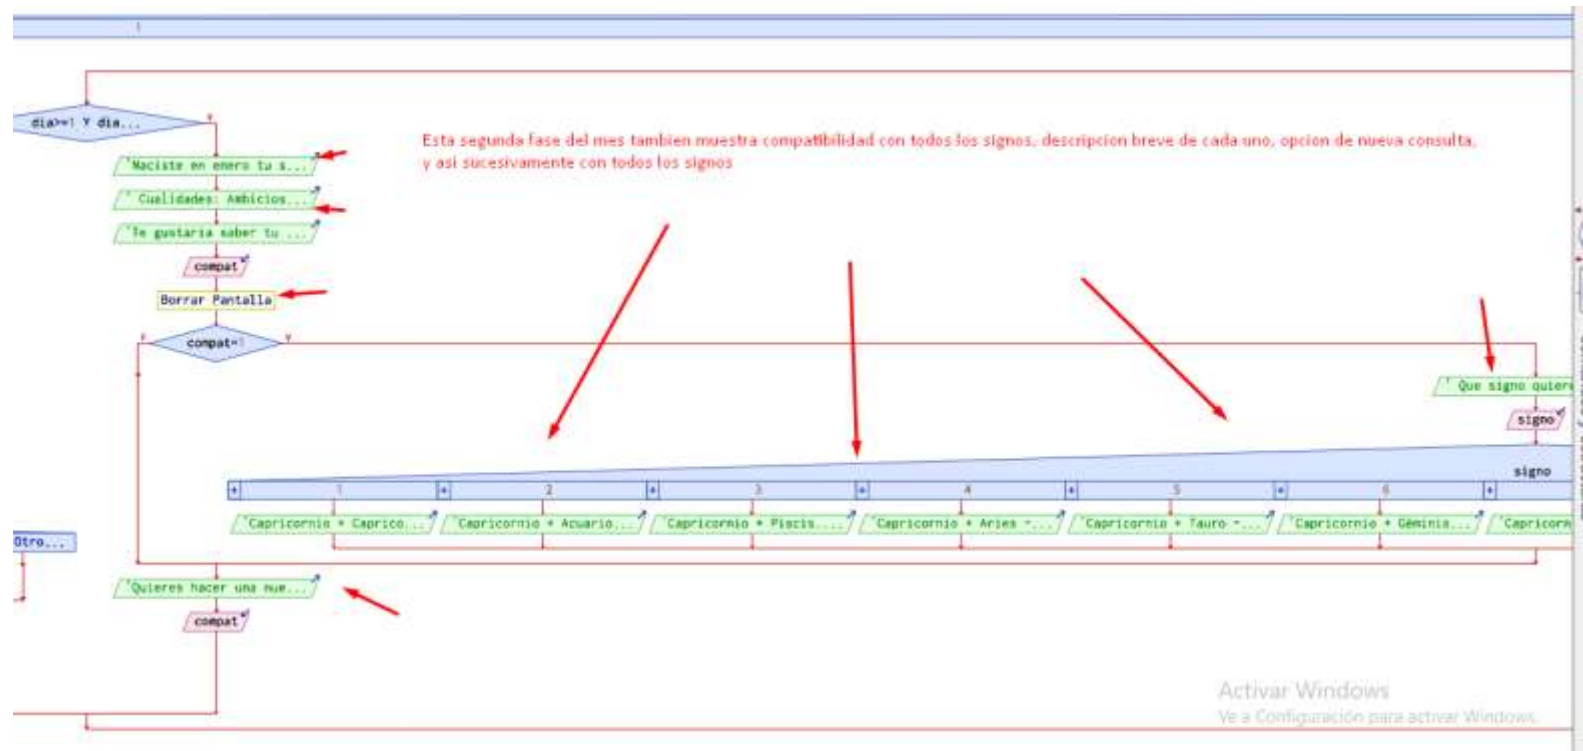 1
dia>=1 Y dia...
V
Esta segunda fase del mes tambien muestra compatibilidad con todos los signos, descripcion breve de cada uno, opcion de nueva consulta,
y asi sucesivamente con todos los signos
'Naciste en enero tu s...
' Cualidades: Ambicios...
'Te gustaria saber tu ...
compat
Borrar Pantalla
compat=1
F
V
' Que signo quiere
signo
signo
1
2
3
4
5
6
'Capricornio + Caprico...
'Capricornio + Acuario...
'Capricornio + Piscis....
'Capricornio + Aries -...
'Capricornio + Tauro -...
'Capricornio + Géminis...
'Capricorn
Otro...
'Quieres hacer una nue...
compat
Activar Windows
Ve a Configuración para activar Windows.